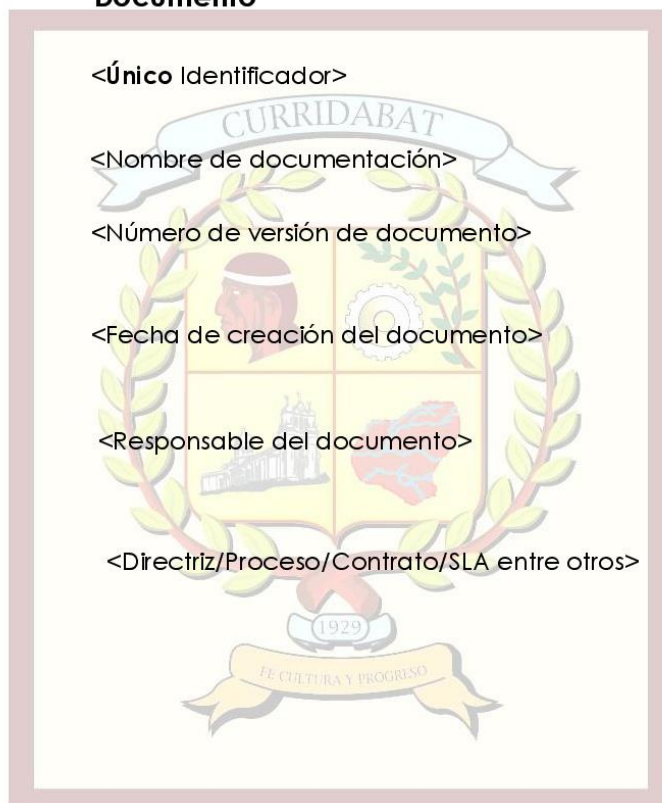 Documento
<Único Identificador>
CURRIDABAT
<Nombre de documentación>
<Número de versión de documento>
<Fecha de creación del documento>
<Responsable del documento>
<Directriz/Proceso/Contrato/SLA entre otros>
1929
FE CULTURA Y PROGRESO